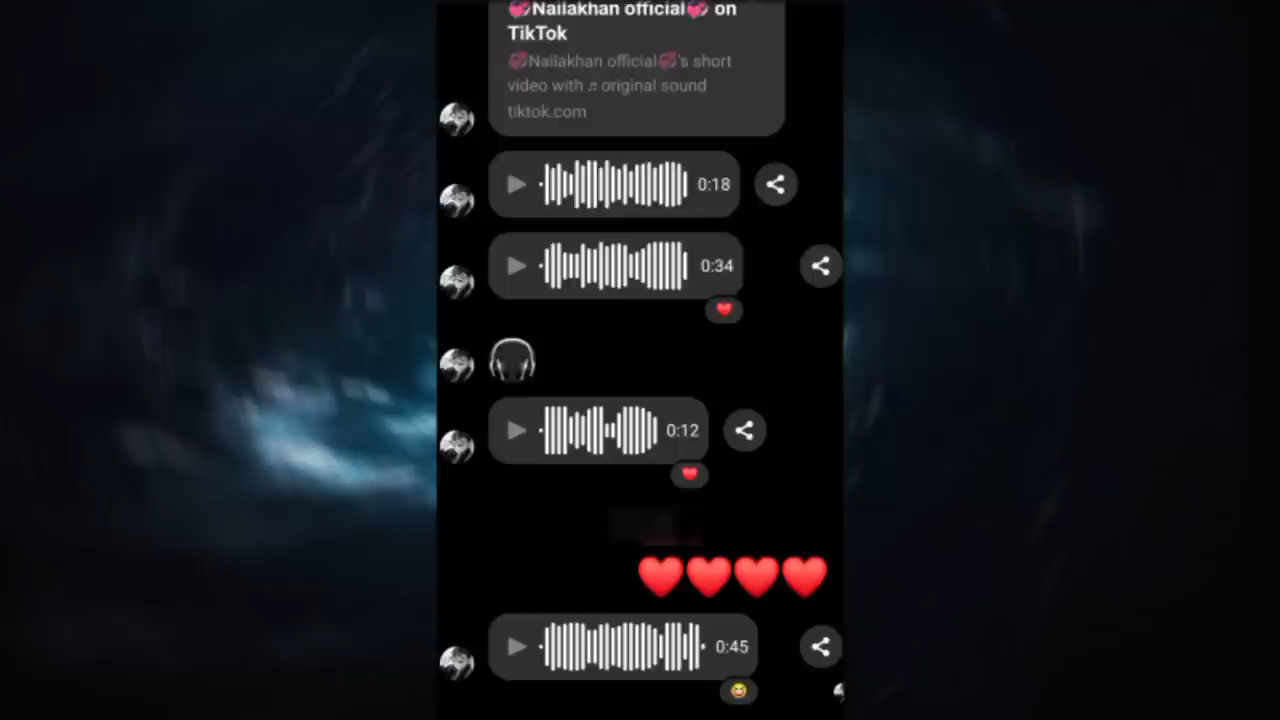 💞Nailakhan official💞 on
TikTok
💞Nailakhan official💞's short
video with ♬ original sound
tiktok.com
0:18
0:34
0:12
0:45